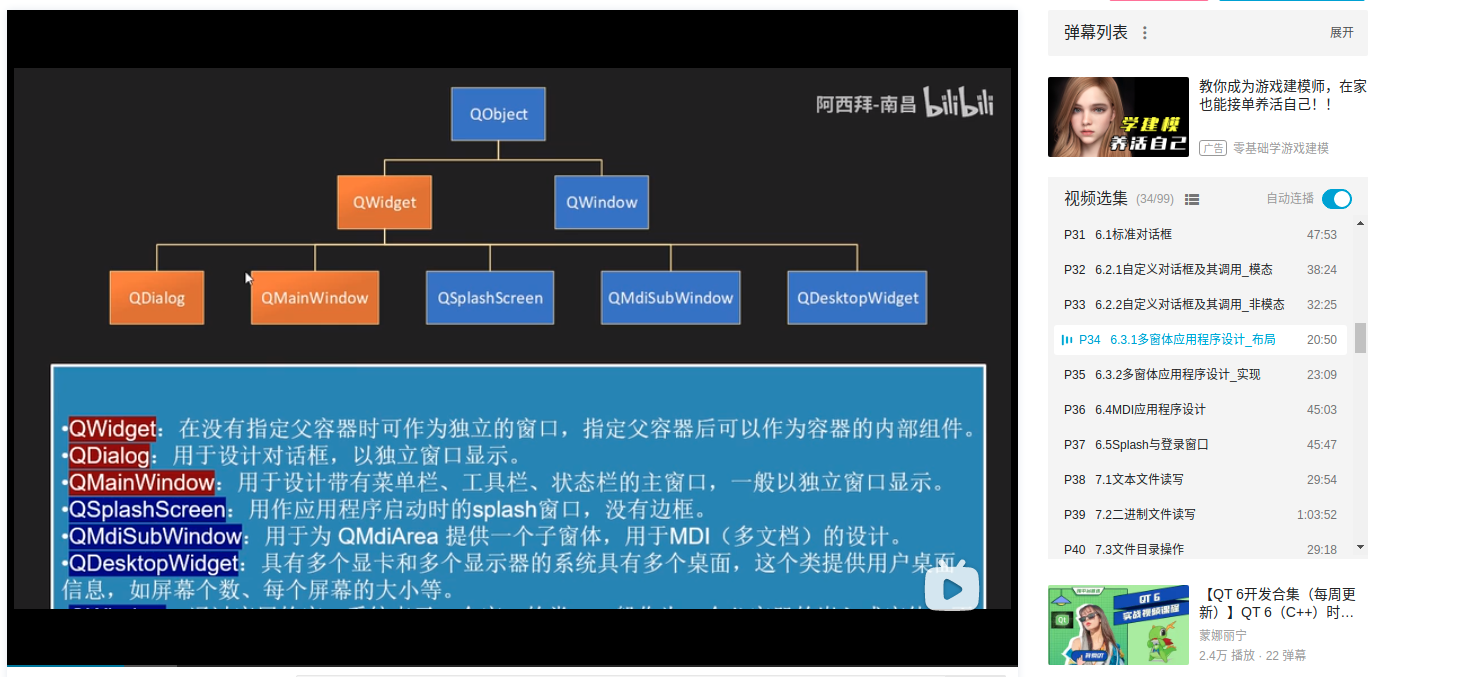 阿西拜-南昌 bilibili
QObject
QWidget
QWindow
QDialog
QMainWindow
QSplashScreen
QMdiSubWindow
QDesktopWidget
•QWidget：在没有指定父容器时可作为独立的窗口，指定父容器后可以作为容器的内部组件。
•QDialog：用于设计对话框，以独立窗口显示。
•QMainWindow：用于设计带有菜单栏、工具栏、状态栏的主窗口，一般以独立窗口显示。
•QSplashScreen：用作应用程序启动时的splash窗口，没有边框。
•QMdiSubWindow：用于为 QMdiArea 提供一个子窗体，用于MDI（多文档）的设计。
•QDesktopWidget：具有多个显卡和多个显示器的系统具有多个桌面，这个类提供用户桌面
信息，如屏幕个数、每个屏幕的大小等。
弹幕列表
展开
教你成为游戏建模师，在家
也能接单养活自己！！
学建模
养活自己
广告 零基础学游戏建模
视频选集 (34/99) 自动连播
P31 6.1标准对话框 47:53
P32 6.2.1自定义对话框及其调用_模态 38:24
P33 6.2.2自定义对话框及其调用_非模态 32:25
P34 6.3.1多窗体应用程序设计_布局 20:50
P35 6.3.2多窗体应用程序设计_实现 23:09
P36 6.4MDI应用程序设计 45:03
P37 6.5Splash与登录窗口 45:47
P38 7.1文本文件读写 29:54
P39 7.2二进制文件读写 1:03:52
P40 7.3文件目录操作 29:18
QT 6
实战视频课程
Qt
【QT 6开发合集（每周更
新）】QT 6（C++）时…
蒙娜丽宁
2.4万 播放 · 22 弹幕